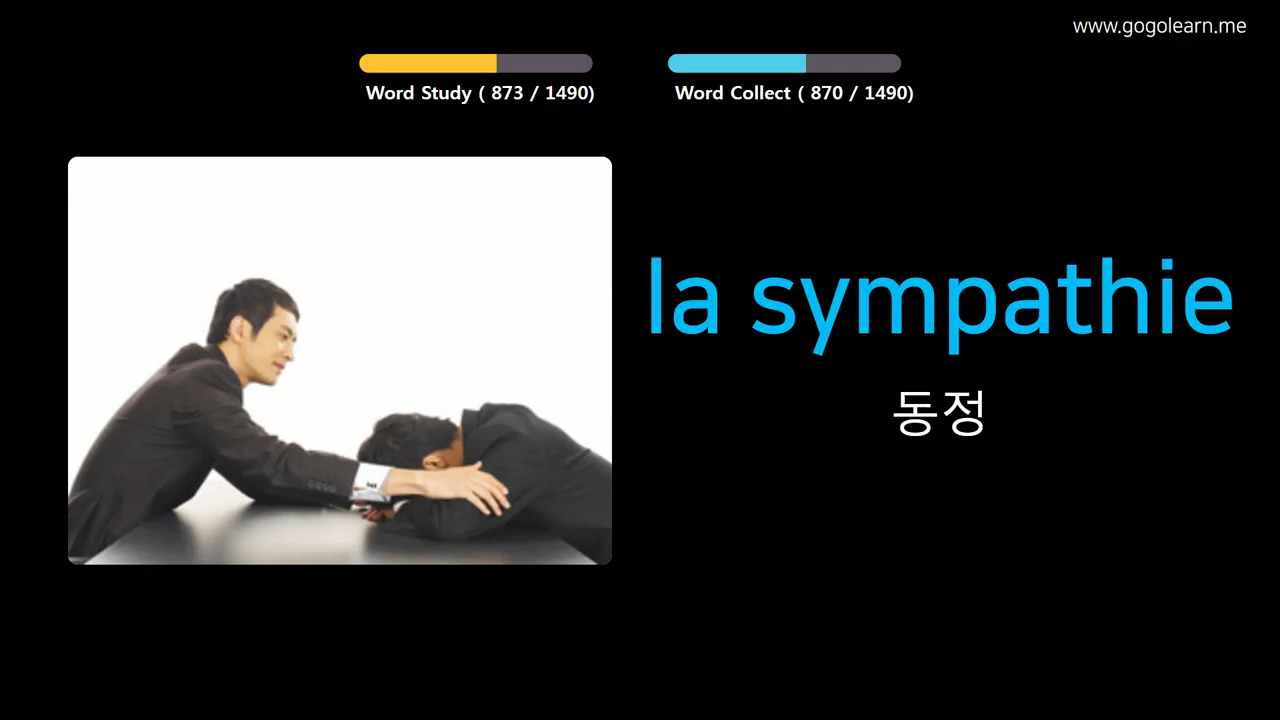 www.gogolearn.me
Word Study ( 873 / 1490)
Word Collect ( 870 / 1490)
la sympathie
동정